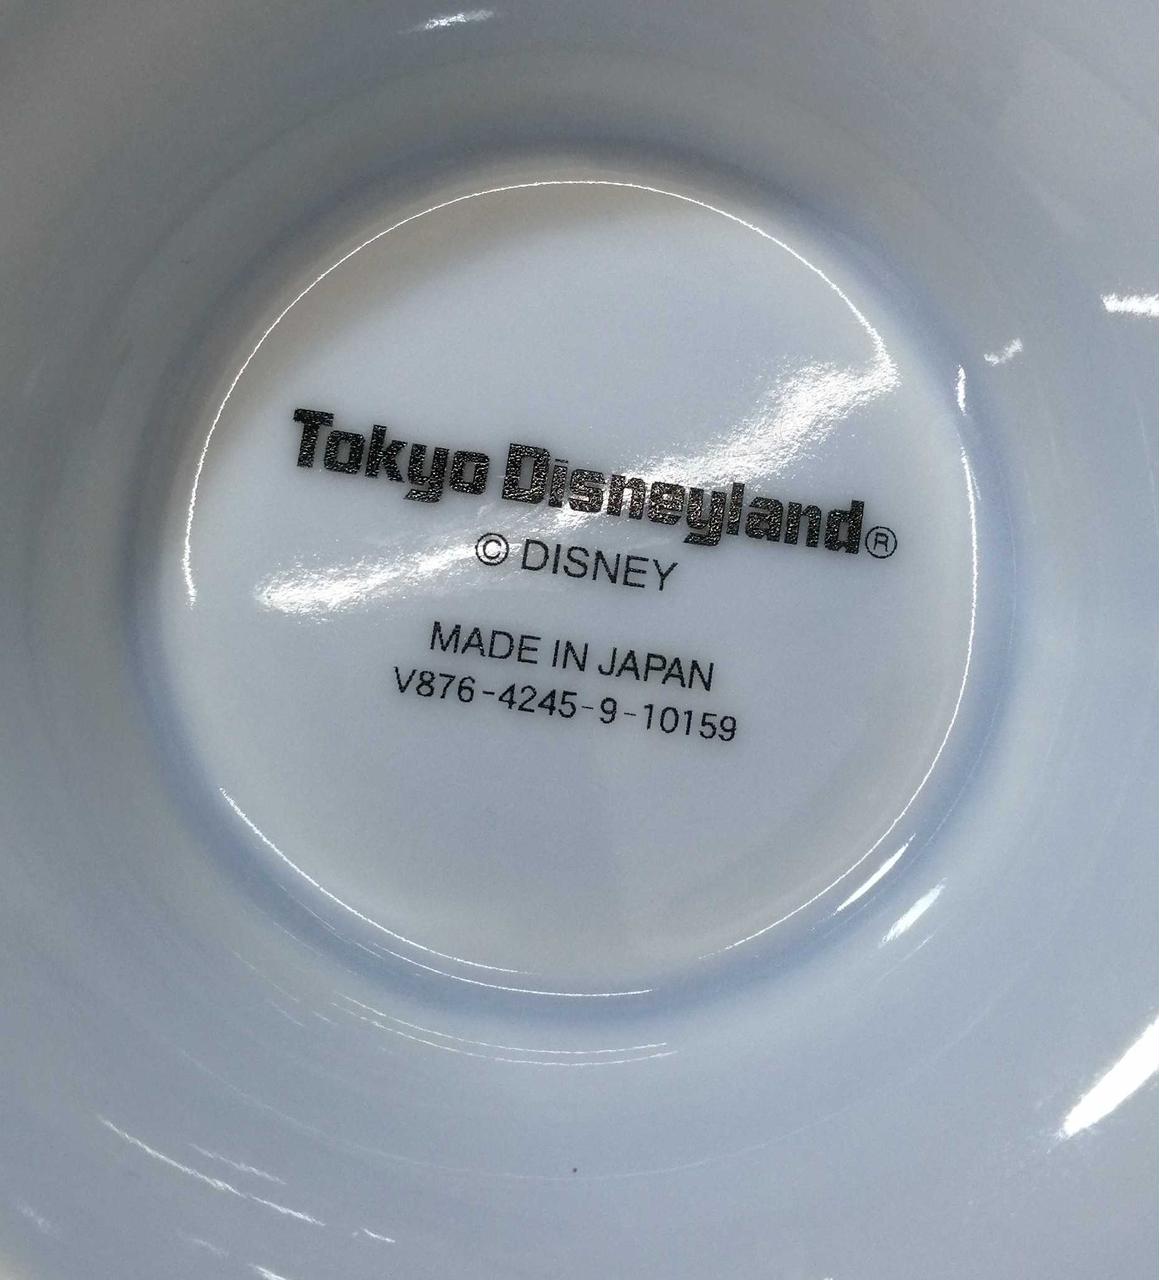 Tokyo Disneyland®
© DISNEY
MADE IN JAPAN
V876-4245-9-10159